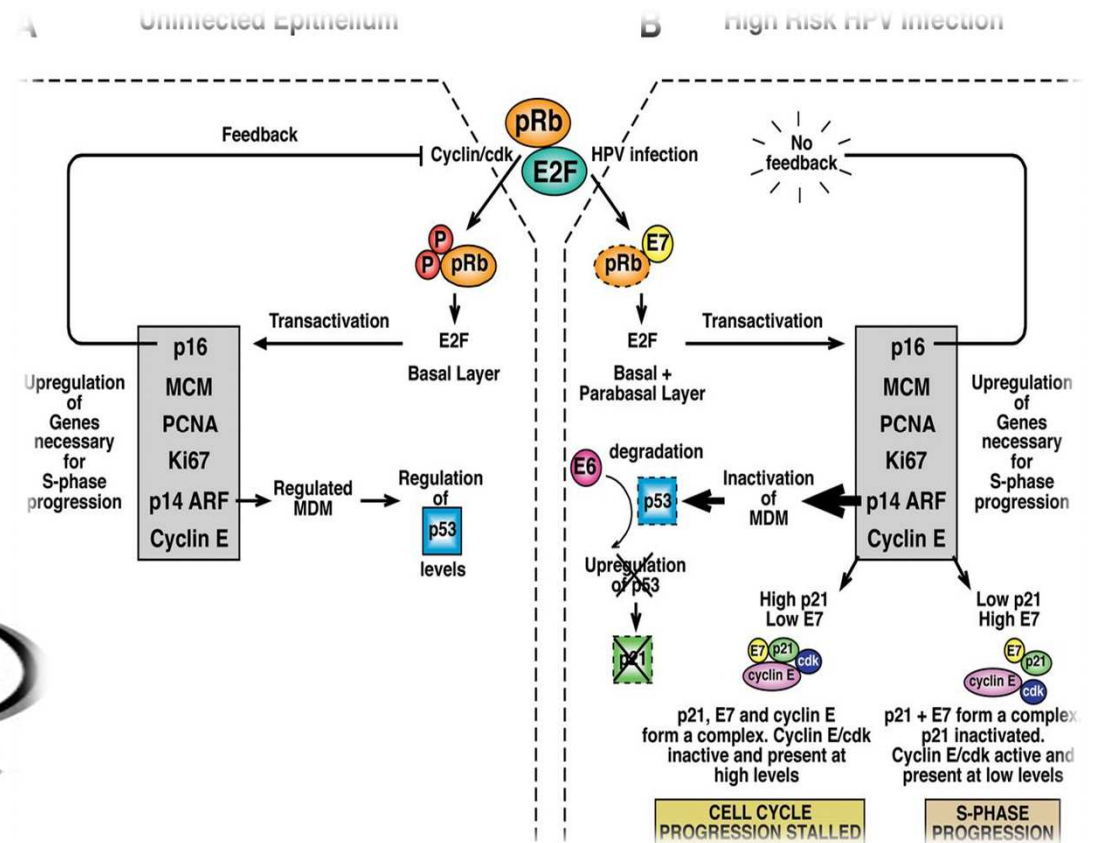 A
Uninfected Epithelium
B
High Risk HPV Infection
pRb
E2F
Feedback
Cyclin/cdk
HPV infection
No
feedback
P
P
pRb
E7
pRb
Transactivation
E2F
Basal Layer
E2F
Transactivation
Basal +
Parabasal Layer
p16
MCM
PCNA
Ki67
p14 ARF
Cyclin E
Upregulation
of
Genes
necessary
for
S-phase
progression
Regulated
MDM
Regulation
of
p53
levels
p16
MCM
PCNA
Ki67
p14 ARF
Cyclin E
Upregulation
of
Genes
necessary
for
S-phase
progression
E6
degradation
p53
Inactivation
of
MDM
Upregulation
of p53
p21
High p21
Low E7
E7
p21
cdk
cyclin E
p21, E7 and cyclin E
form a complex. Cyclin E/cdk
inactive and present at
high levels
CELL CYCLE
PROGRESSION STALLED
Low p21
High E7
E7
p21
cyclin E
cdk
p21 + E7 form a complex
p21 inactivated.
Cyclin E/cdk active and
present at low levels
S-PHASE
PROGRESSION